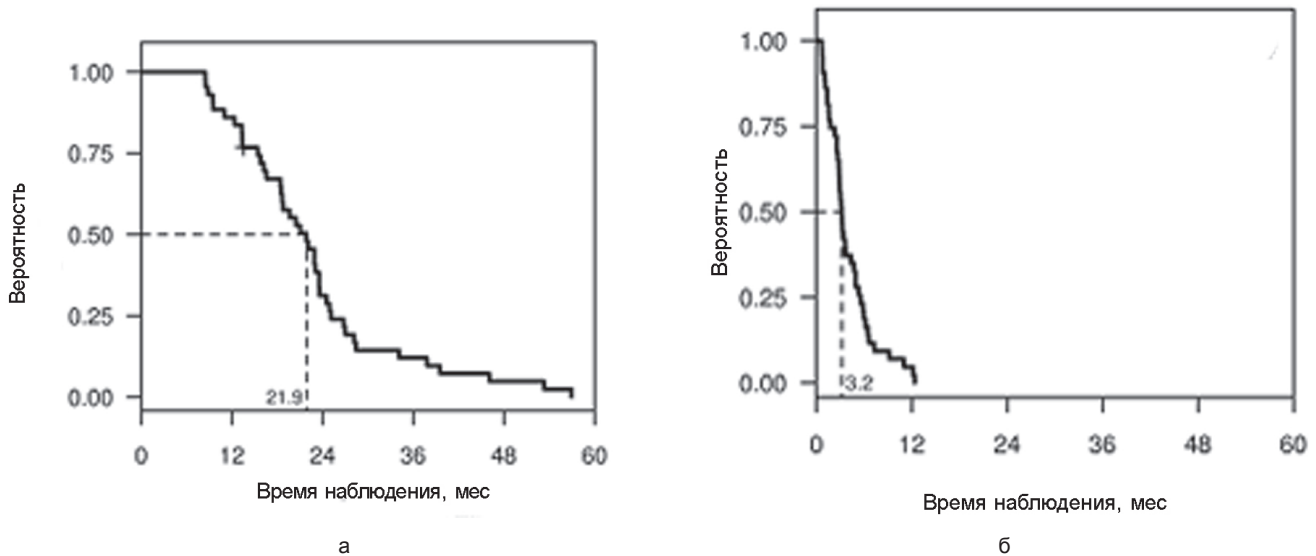 1.00
0.75
0.50
0.25
0.00
Вероятность
21.9
0 12 24 36 48 60
Время наблюдения, мес
а
1.00
0.75
0.50
0.25
0.00
Вероятность
3.2
0 12 24 36 48 60
Время наблюдения, мес
б